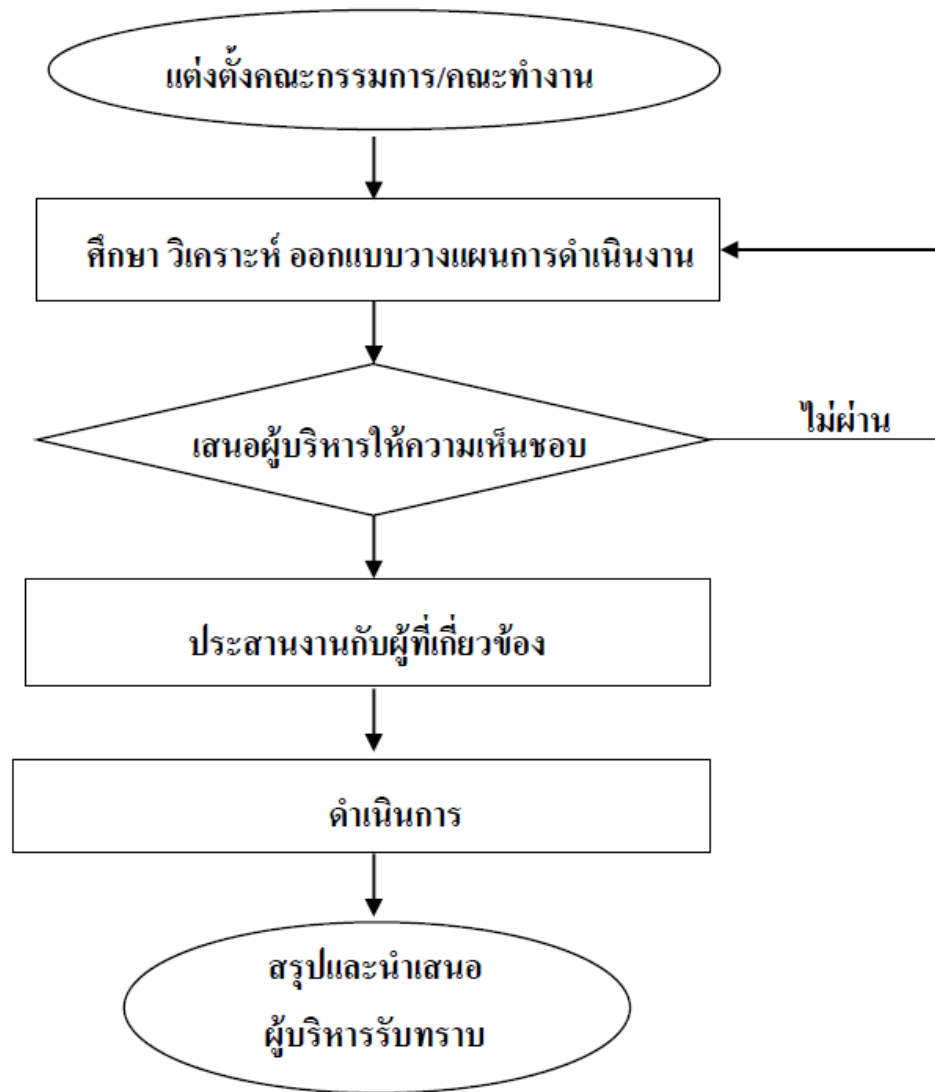 แต่งตั้งคณะกรรมการ/คณะทำงาน
ศึกษา วิเคราะห์ ออกแบบวางแผนการดำเนินงาน
เสนอผู้บริหารให้ความเห็นชอบ
ไม่ผ่าน
ประสานงานกับผู้ที่เกี่ยวข้อง
ดำเนินการ
สรุปและนำเสนอ
ผู้บริหารรับทราบ